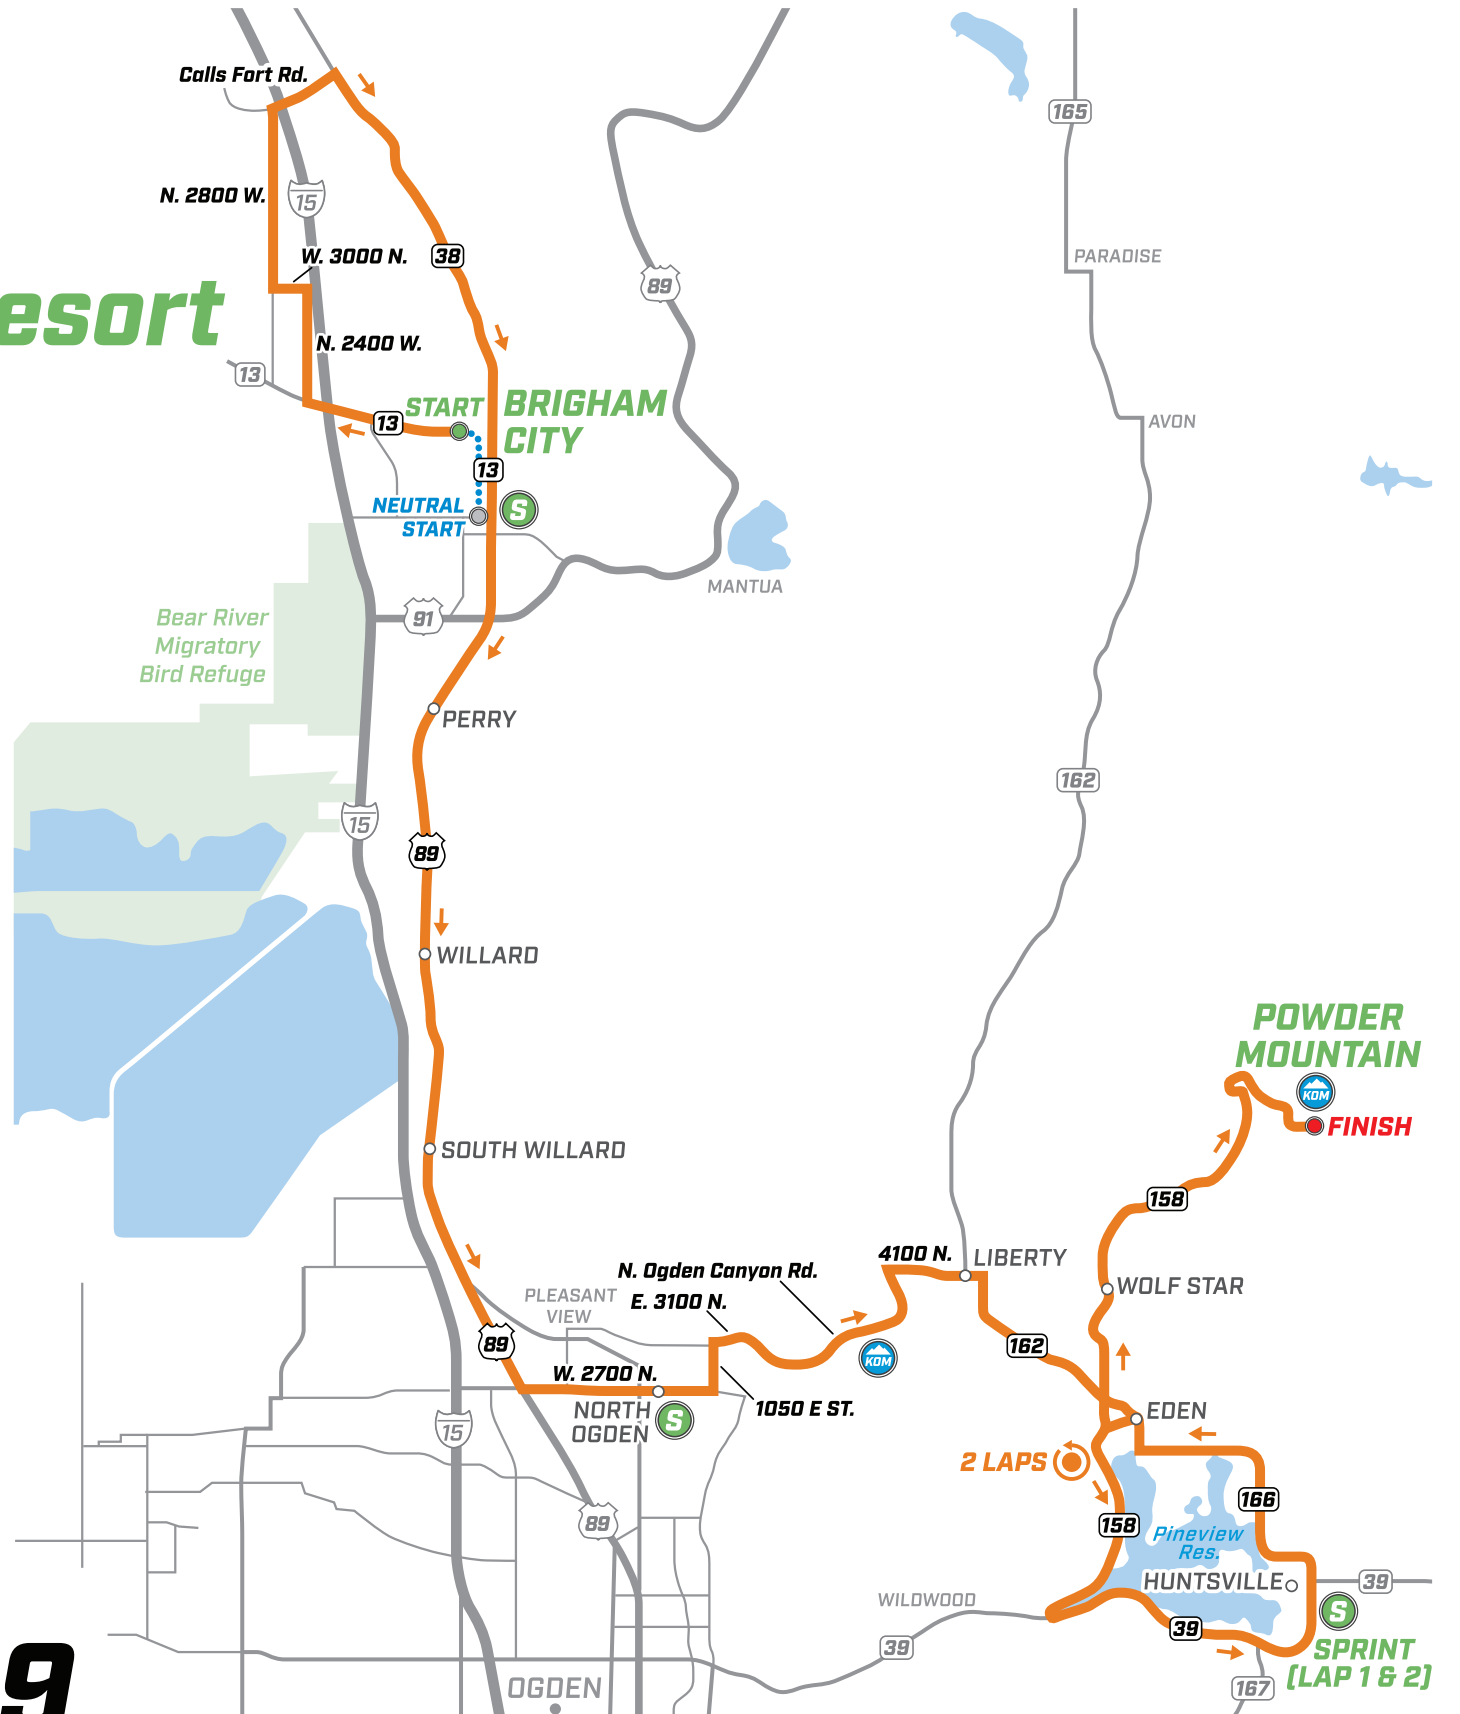 Calls Fort Rd.
165
N. 2800 W.
15
W. 3000 N.
38
PARADISE
89
esort
N. 2400 W.
13
START
BRIGHAM
CITY
13
AVON
13
NEUTRAL
START
S
MANTUA
91
Bear River
Migratory
Bird Refuge
PERRY
162
15
89
WILLARD
POWDER
MOUNTAIN
KOM
FINISH
SOUTH WILLARD
158
4100 N.
LIBERTY
N. Ogden Canyon Rd.
WOLF STAR
PLEASANT
VIEW
E. 3100 N.
89
162
KOM
W. 2700 N.
1050 E ST.
NORTH
OGDEN
S
EDEN
15
2 LAPS
166
89
158
Pineview
Res.
HUNTSVILLE
39
WILDWOOD
S
39
39
SPRINT
(LAP 1 & 2)
9
OGDEN
167